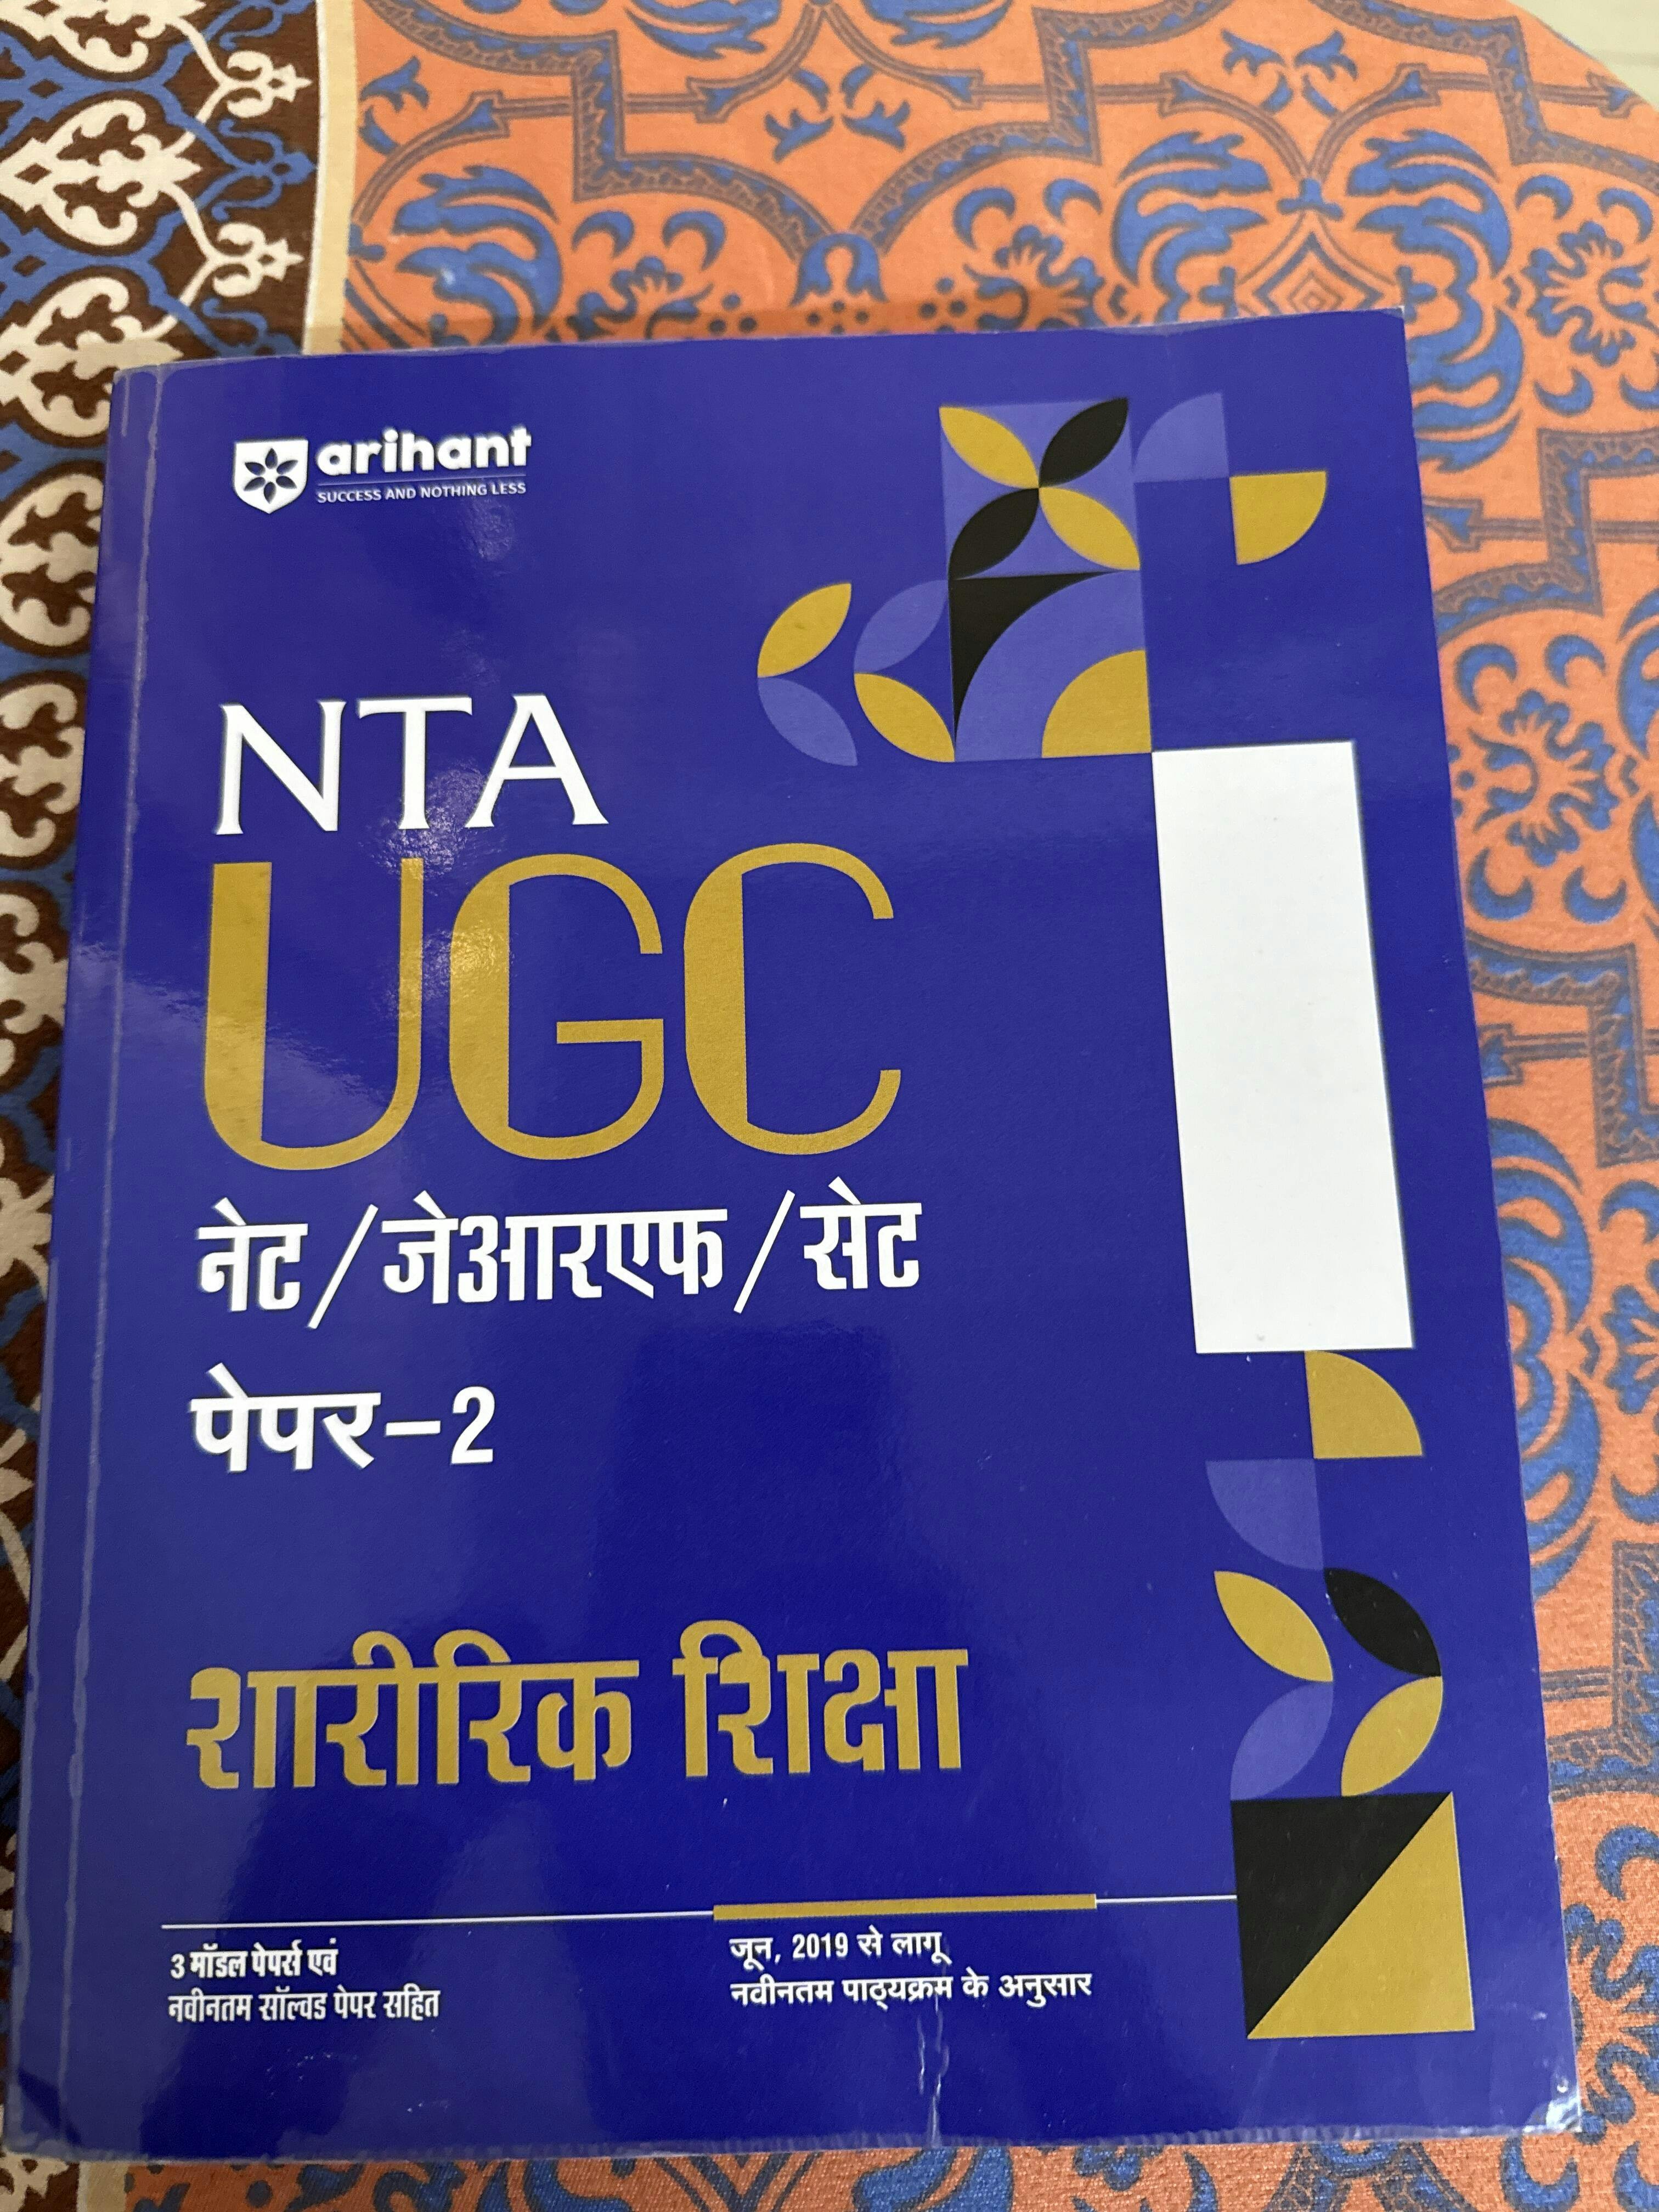 arihant
SUCCESS AND NOTHING LESS
NTA
UGC
नेट/जेआरएफ/सेट
पेपर-2
शारीरिक शिक्षा
3 मॉडल पेपर्स एवं
नवीनतम सॉल्वड पेपर सहित
जून, 2019 से लागू
नवीनतम पाठ्यक्रम के अनुसार